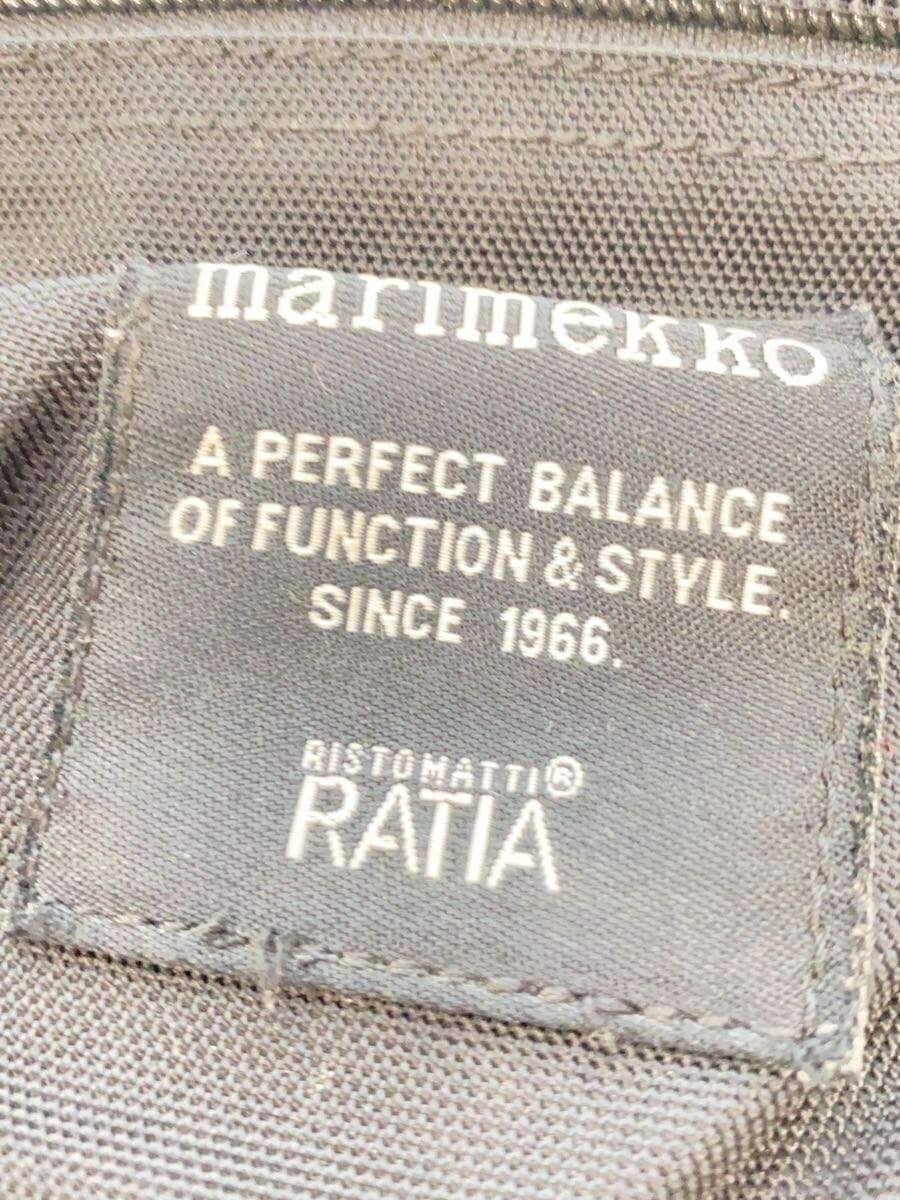 marimekko
A PERFECT BALANCE
OF FUNCTION & STYLE.
SINCE 1966.
RISTOMATTI®
RATIA